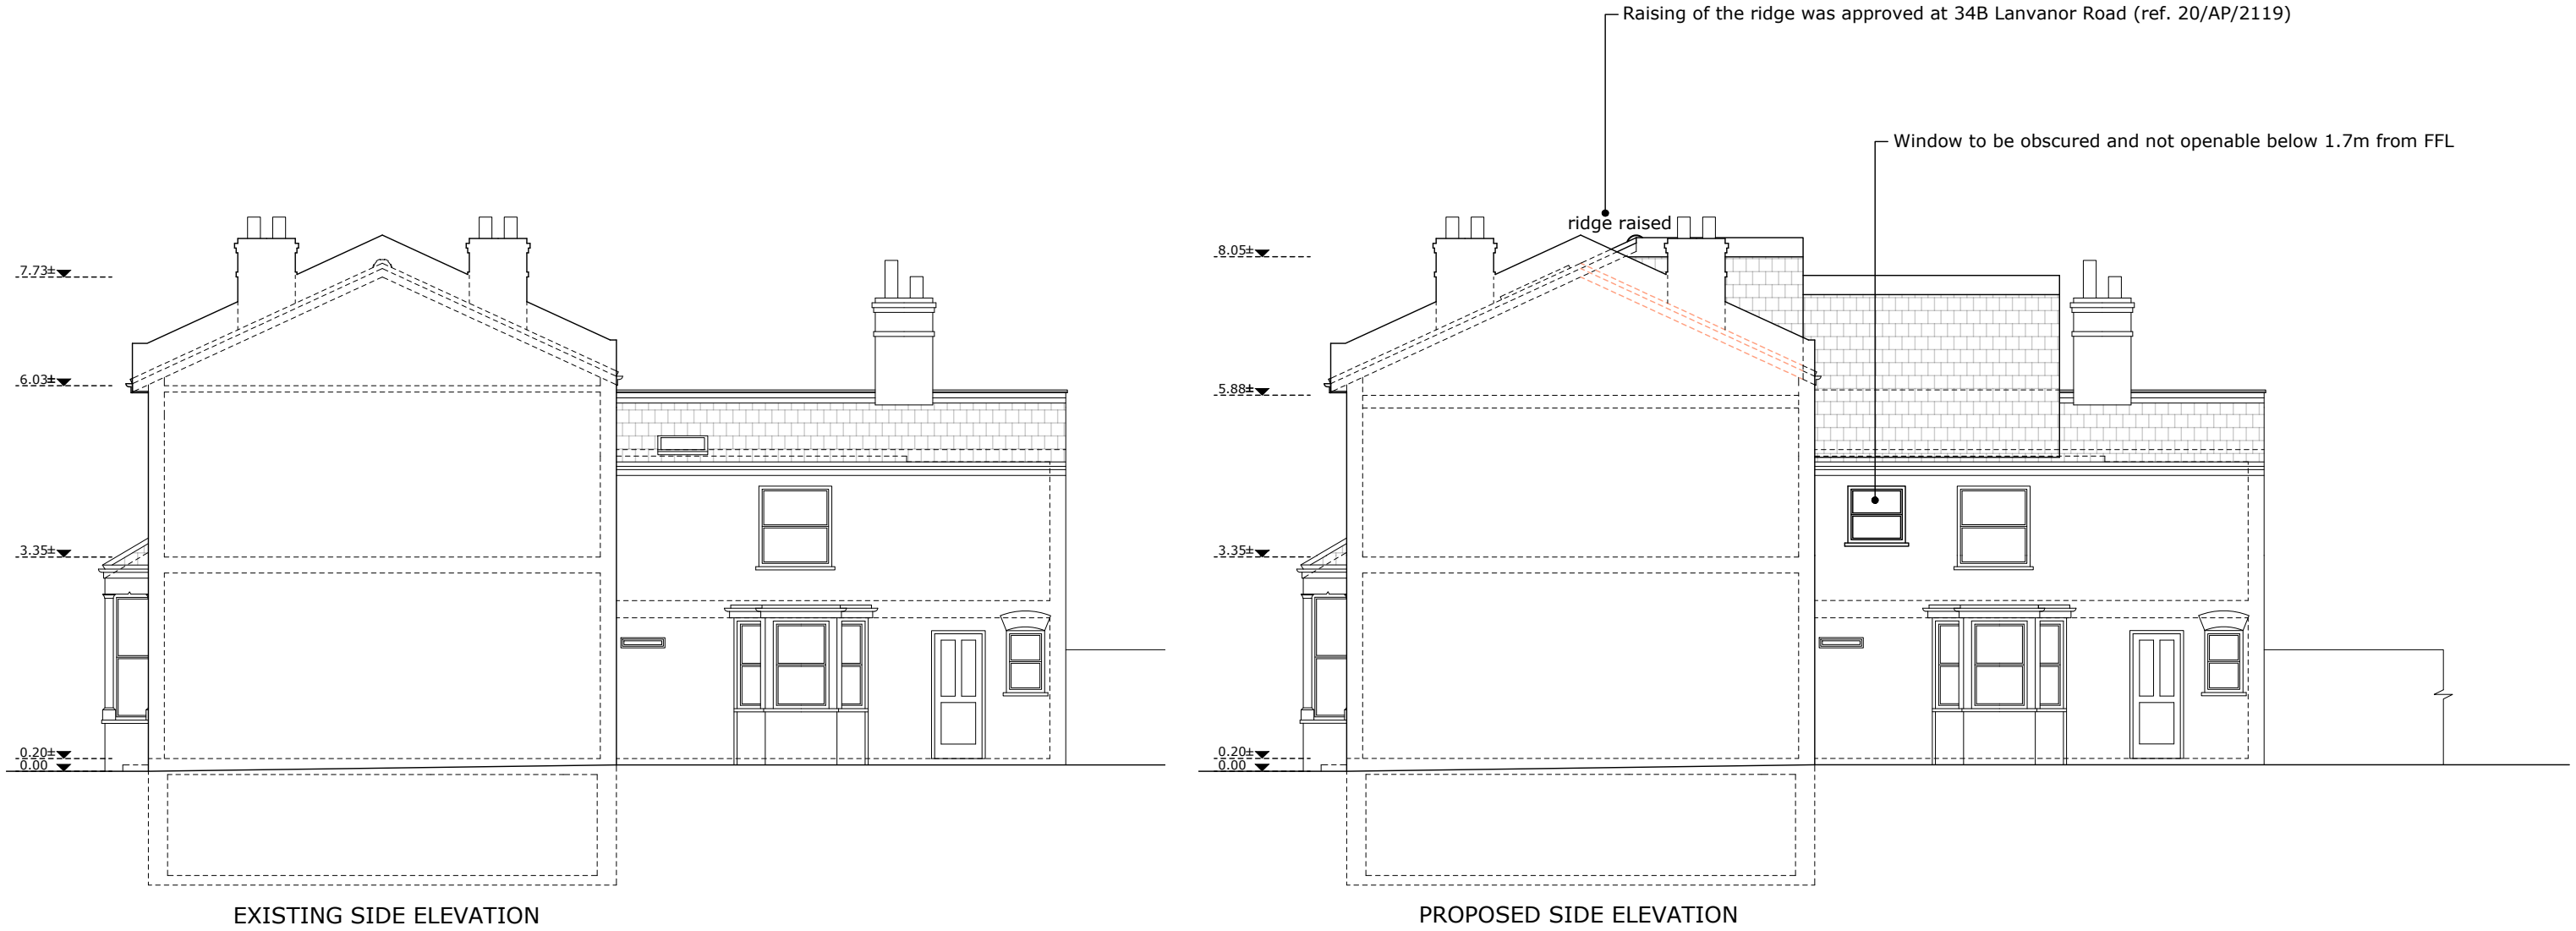 Raising of the ridge was approved at 34B Lanvanor Road (ref. 20/AP/2119)
Window to be obscured and not openable below 1.7m from FFL
ridge raised
7.73±
6.03±
3.35±
0.20±
0.00
8.05±
5.88±
3.35±
0.20±
0.00
EXISTING SIDE ELEVATION
PROPOSED SIDE ELEVATION